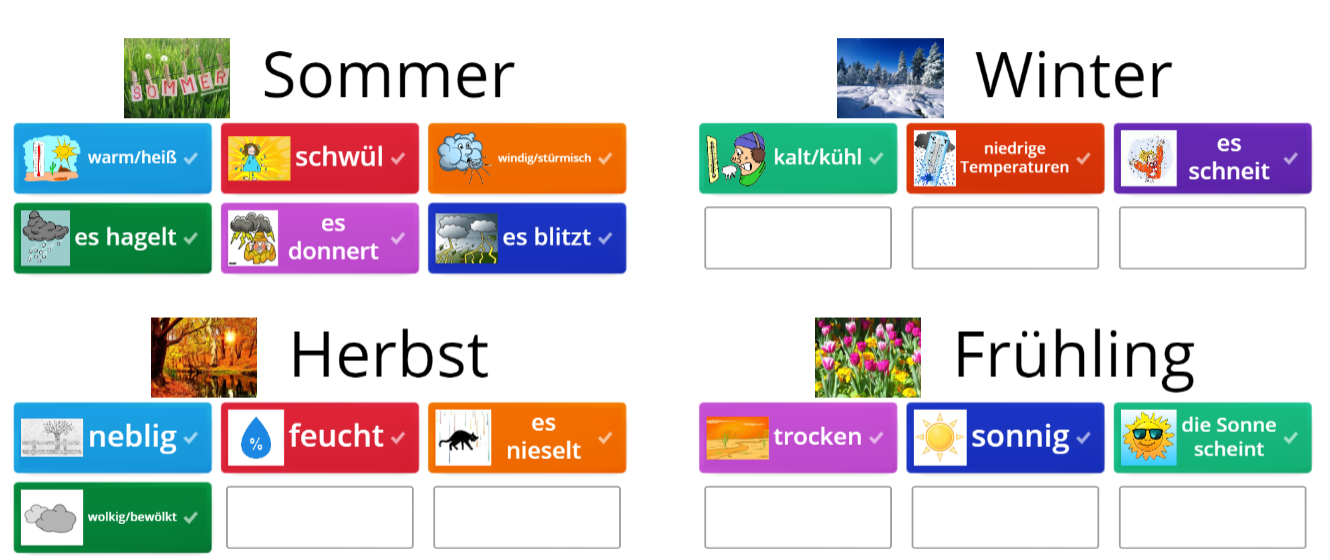 SOMMER
Sommer
warm/heiß
schwül
windig/stürmisch
es hagelt
es
donnert
es blitzt
Winter
kalt/kühl
niedrige
Temperaturen
es
schneit
Herbst
neblig
%
feucht
es
nieselt
wolkig/bewölkt
Frühling
trocken
sonnig
die Sonne
scheint